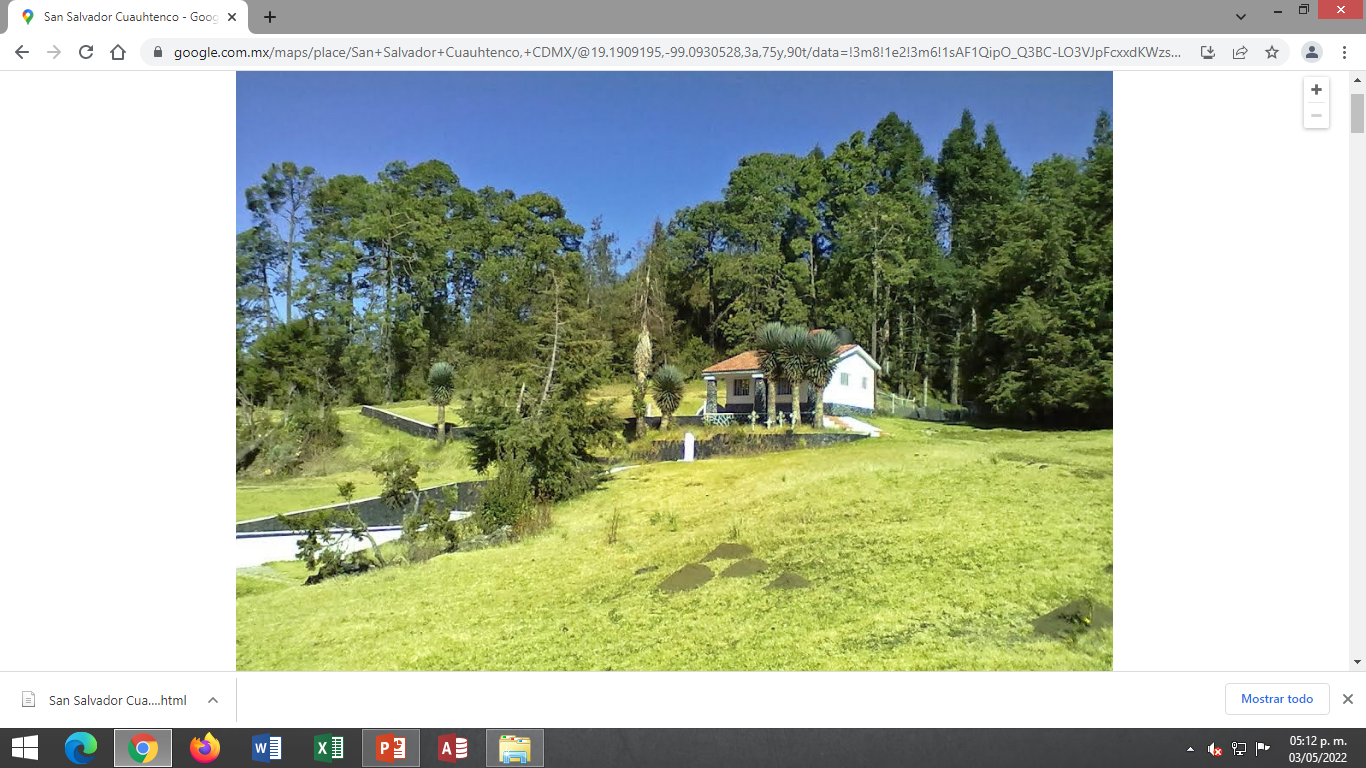 San Salvador Cuauhtenco - Goog
google.com.mx/maps/place/San+Salvador+Cuauhtenco,+CDMX/@19.1909195,-99.0930528,3a,75y,90t/data=!3m8!1e2!3m6!1sAF1QipO_Q3BC-LO3VJpFcxxdKWzs...
San Salvador Cua....html
Mostrar todo
05:12 p. m.
03/05/2022